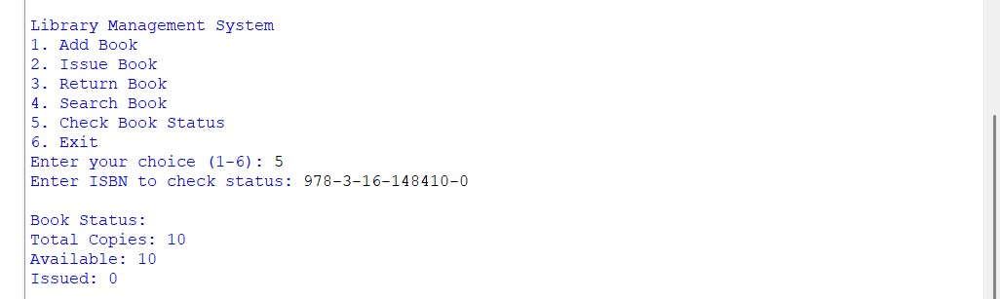 Library Management System
1. Add Book
2. Issue Book
3. Return Book
4. Search Book
5. Check Book Status
6. Exit
Enter your choice (1-6): 5
Enter ISBN to check status: 978-3-16-148410-0
Book Status:
Total Copies: 10
Available: 10
Issued: 0